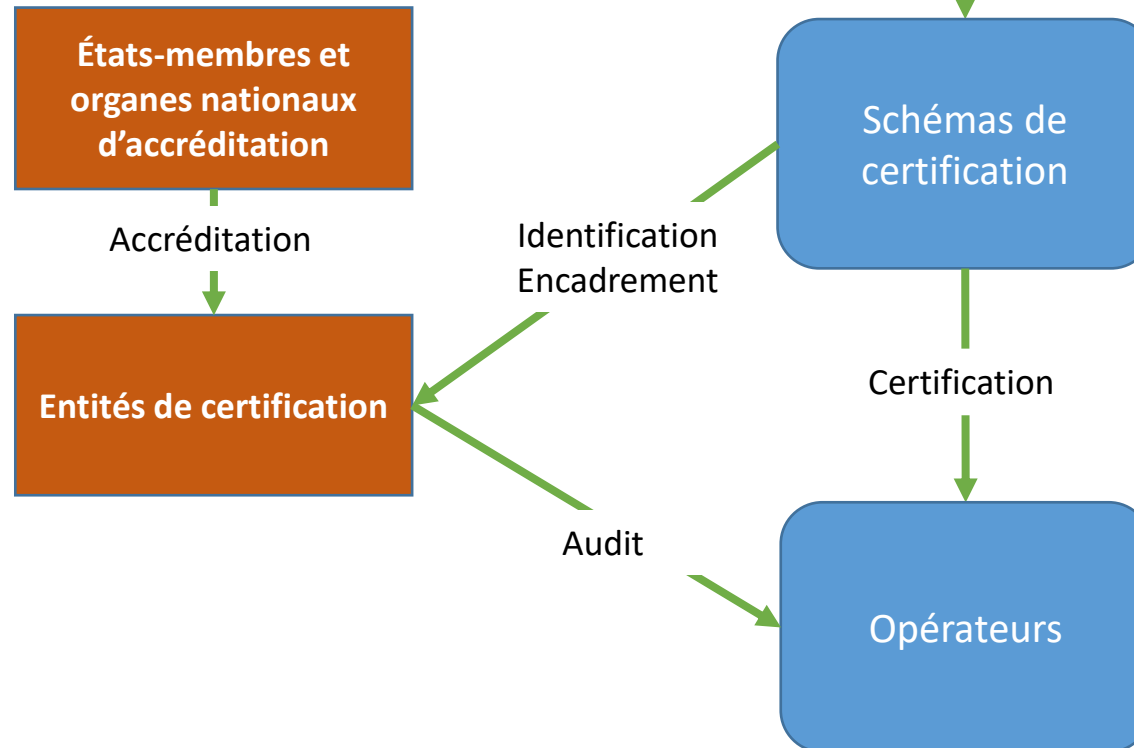 États-membres et
organes nationaux
d’accréditation
Schémas de
certification
Accréditation
Identification
Encadrement
Entités de certification
Certification
Audit
Opérateurs